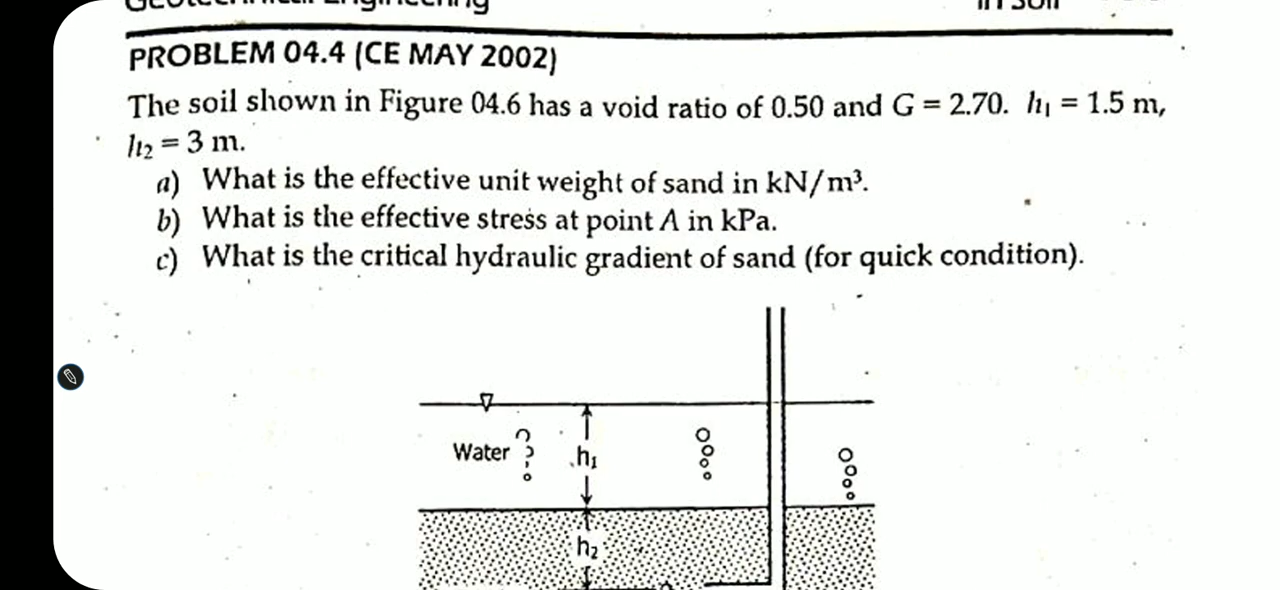 PROBLEM 04.4 (CE MAY 2002)
The soil shown in Figure 04.6 has a void ratio of 0.50 and G = 2.70. h₁ = 1.5 m,
h₂ = 3 m.
a) What is the effective unit weight of sand in kN/m³.
b) What is the effective stress at point A in kPa.
c) What is the critical hydraulic gradient of sand (for quick condition).
Water
h₁
h₂